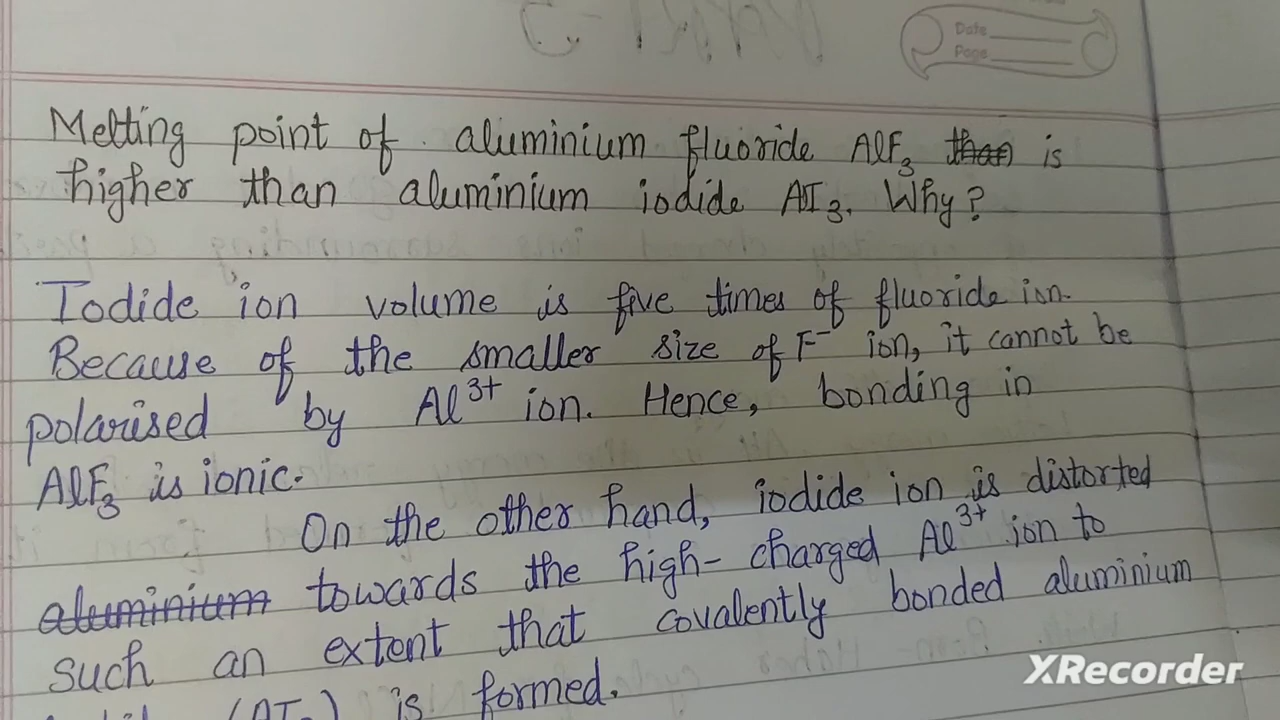 Date
Page
Melting point of aluminium fluoride AlF₃ ~~than~~ is
higher than aluminium iodide AI₃. Why?
Iodide ion volume is five times of fluoride ion.
Because of the smaller size of F⁻ ion, it cannot be
polarised by Al³⁺ ion. Hence, bonding in
AlF₃ is ionic.
On the other hand, iodide ion is distorted
~~aluminium~~ towards the high-charged Al³⁺ ion to
such an extent that covalently bonded aluminium
is formed.
XRecorder